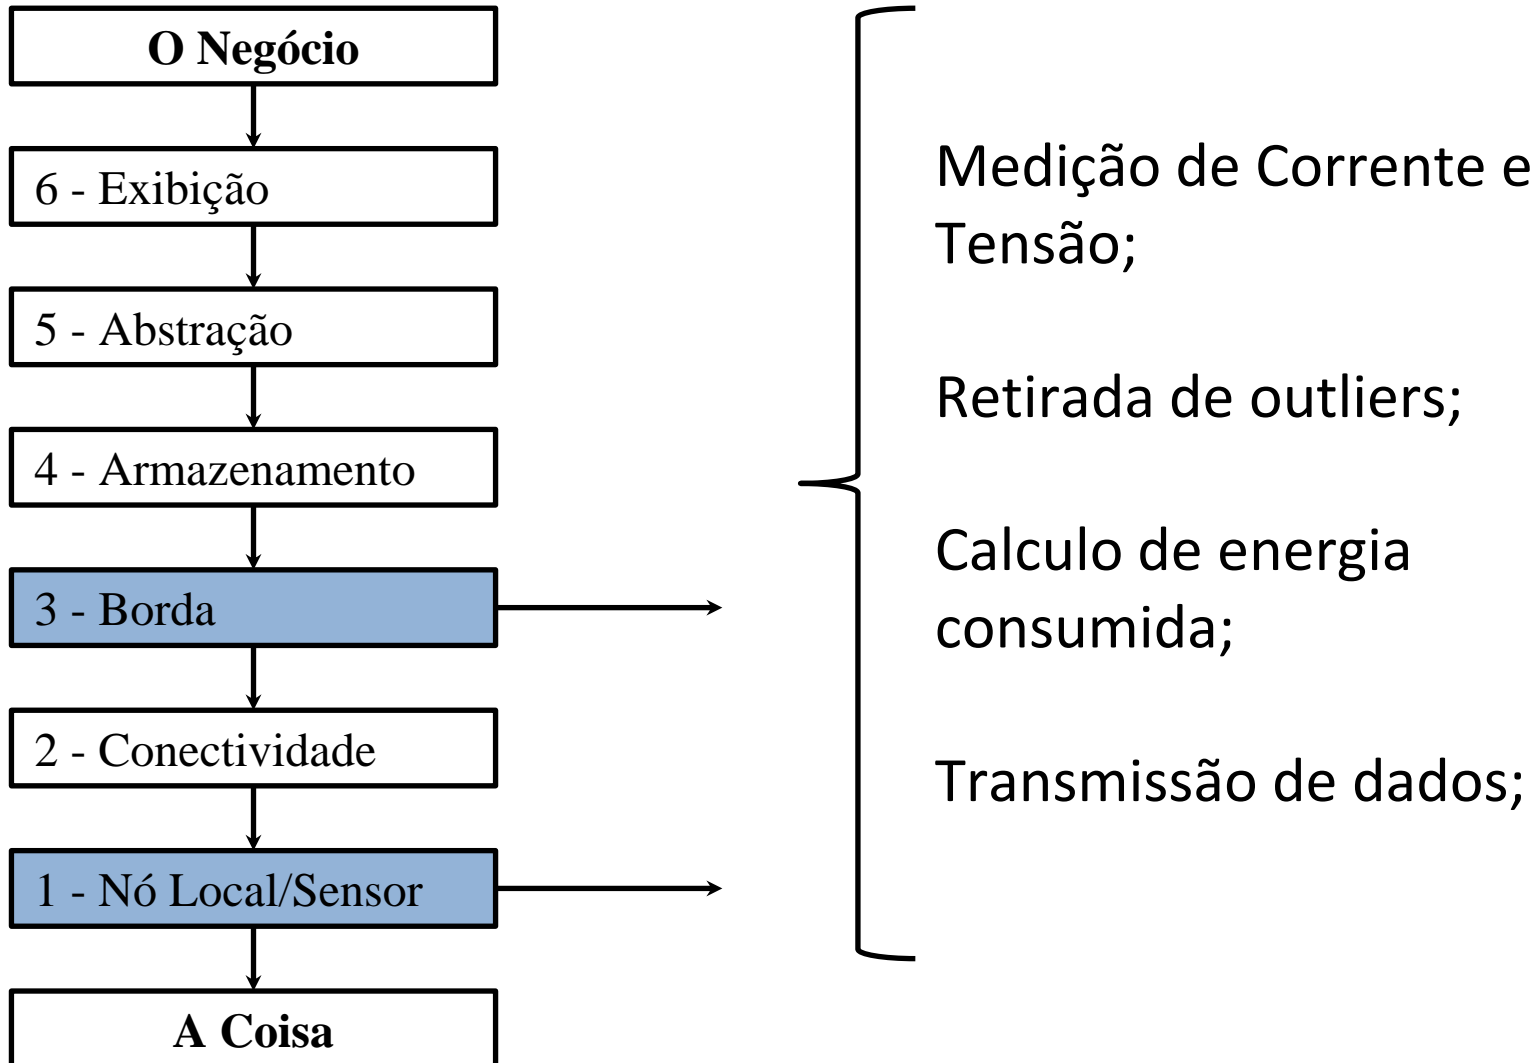 O Negócio
6 - Exibição
5 - Abstração
4 - Armazenamento
3 - Borda
2 - Conectividade
1 - Nó Local/Sensor
A Coisa
Medição de Corrente e
Tensão;
Retirada de outliers;
Calculo de energia
consumida;
Transmissão de dados;